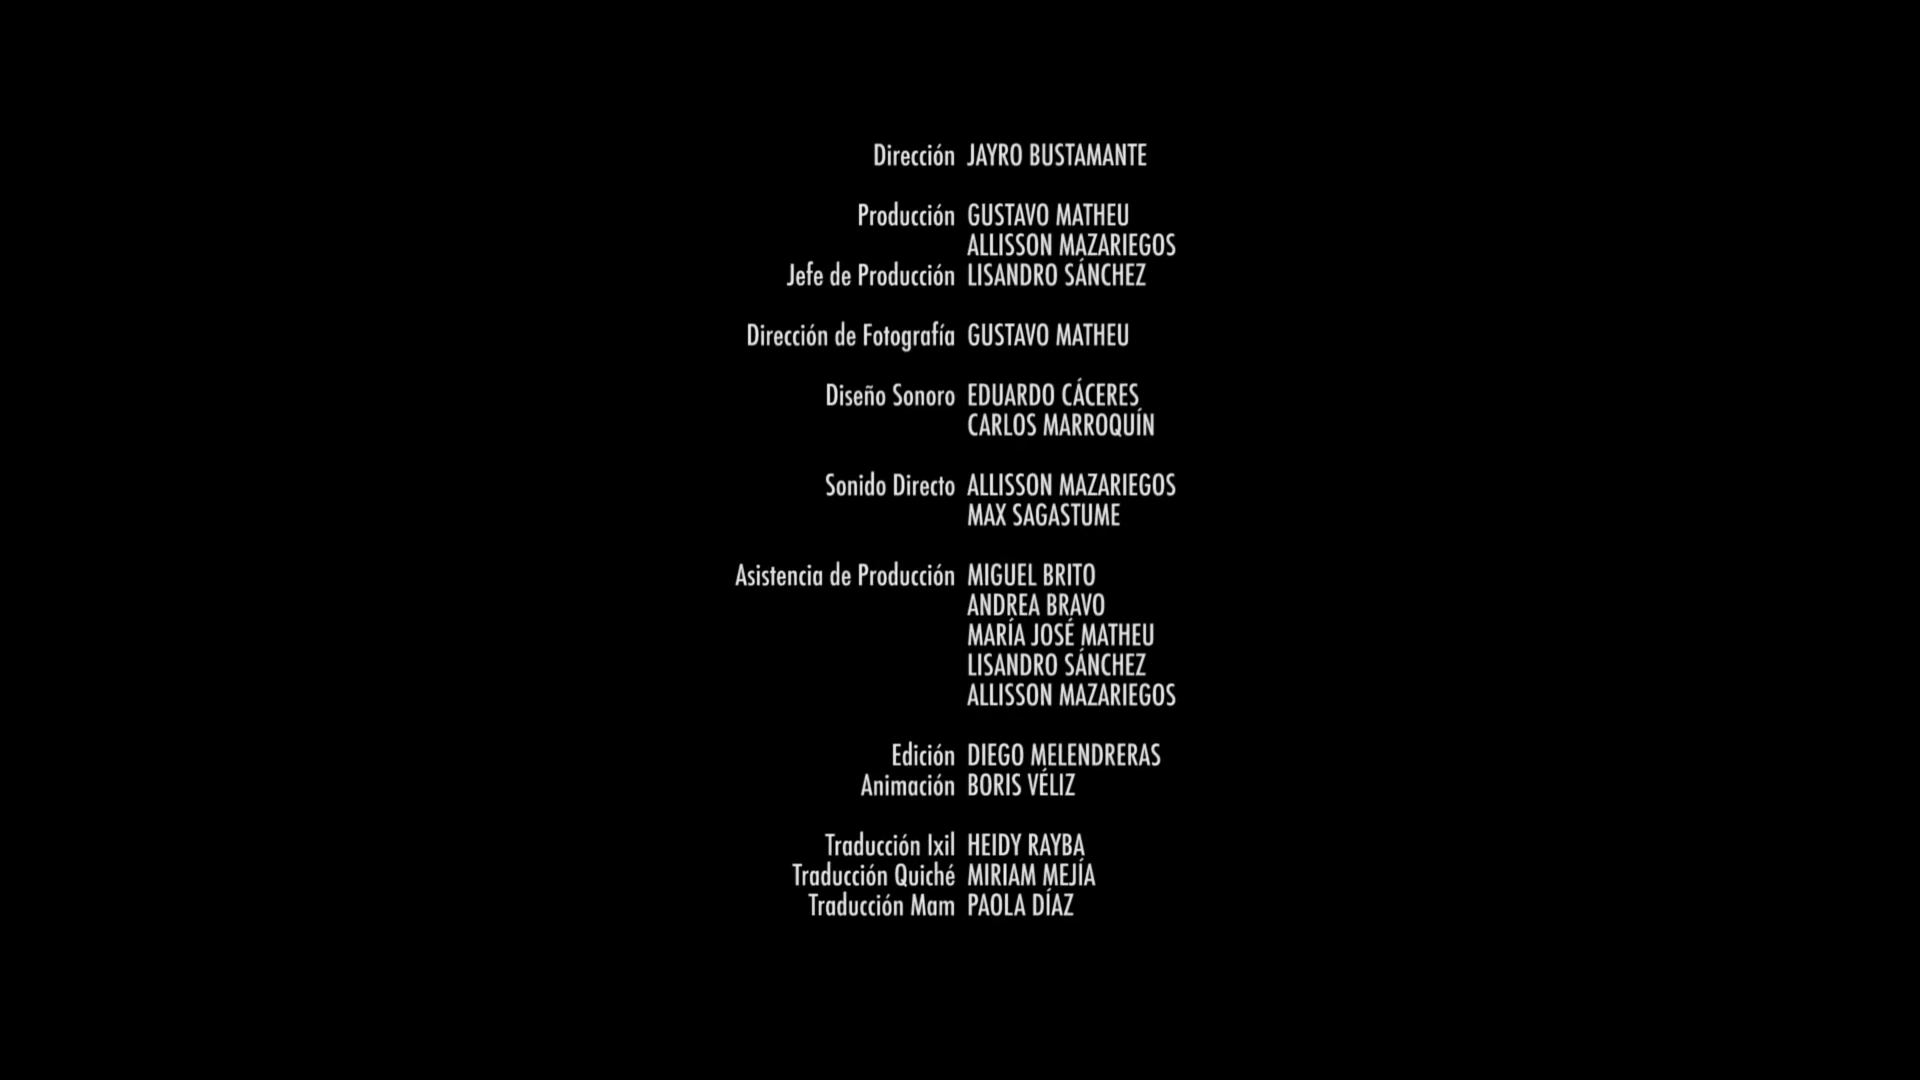 Dirección JAYRO BUSTAMANTE
Producción GUSTAVO MATHEU
ALLISSON MAZARIEGOS
Jefe de Producción LISANDRO SÁNCHEZ
Dirección de Fotografía GUSTAVO MATHEU
Diseño Sonoro EDUARDO CÁCERES
CARLOS MARROQUÍN
Sonido Directo ALLISSON MAZARIEGOS
MAX SAGASTUME
Asistencia de Producción MIGUEL BRITO
ANDREA BRAVO
MARÍA JOSÉ MATHEU
LISANDRO SÁNCHEZ
ALLISSON MAZARIEGOS
Edición DIEGO MELENDRERAS
Animación BORIS VÉLIZ
Traducción Ixil HEIDY RAYBA
Traducción Quiché MIRIAM MEJÍA
Traducción Mam PAOLA DÍAZ